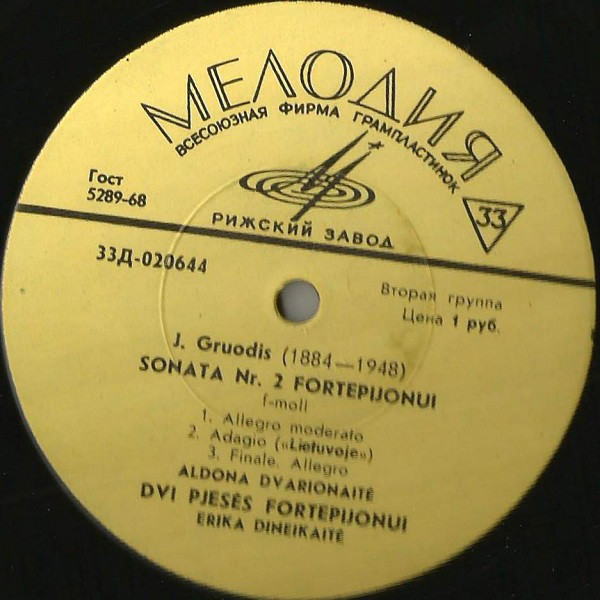 МЕЛОДИЯ
ВСЕСОЮЗНАЯ ФИРМА ГРАМПЛАСТИНОК
33
Гост
5289-68
РИЖСКИЙ ЗАВОД
33Д-020644
Вторая группа
Цена 1 руб.
J. Gruodis (1884—1948)
SONATA Nr. 2 FORTEPIJONUI
f-moll
1. Allegro moderato
2. Adagio («Lietuvoje»)
3. Finale. Allegro
ALDONA DVARIONAITĖ
DVI PJESĖS FORTEPIJONUI
ERIKA DINEIKAITĖ